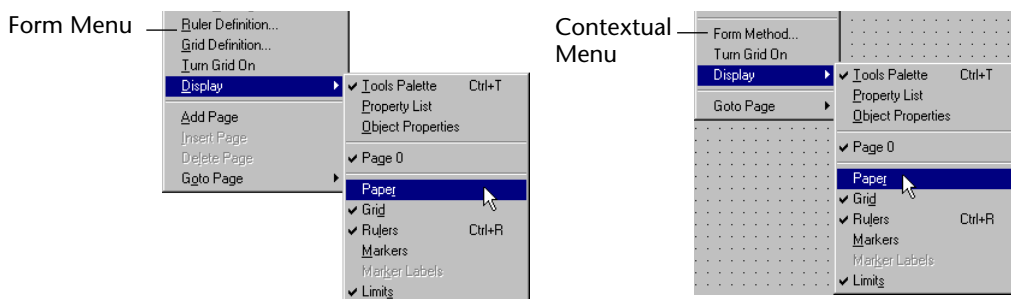 Form Menu
Ruler Definition...
Grid Definition...
Turn Grid On
Display
Add Page
Insert Page
Delete Page
Goto Page
Tools Palette Ctrl+T
Property List
Object Properties
Page 0
Paper
Grid
Rulers Ctrl+R
Markers
Marker Labels
Limits
Contextual
Menu
Form Method...
Turn Grid On
Display
Goto Page
Tools Palette Ctrl+T
Property List
Object Properties
Page 0
Paper
Grid
Rulers Ctrl+R
Markers
Marker Labels
Limits